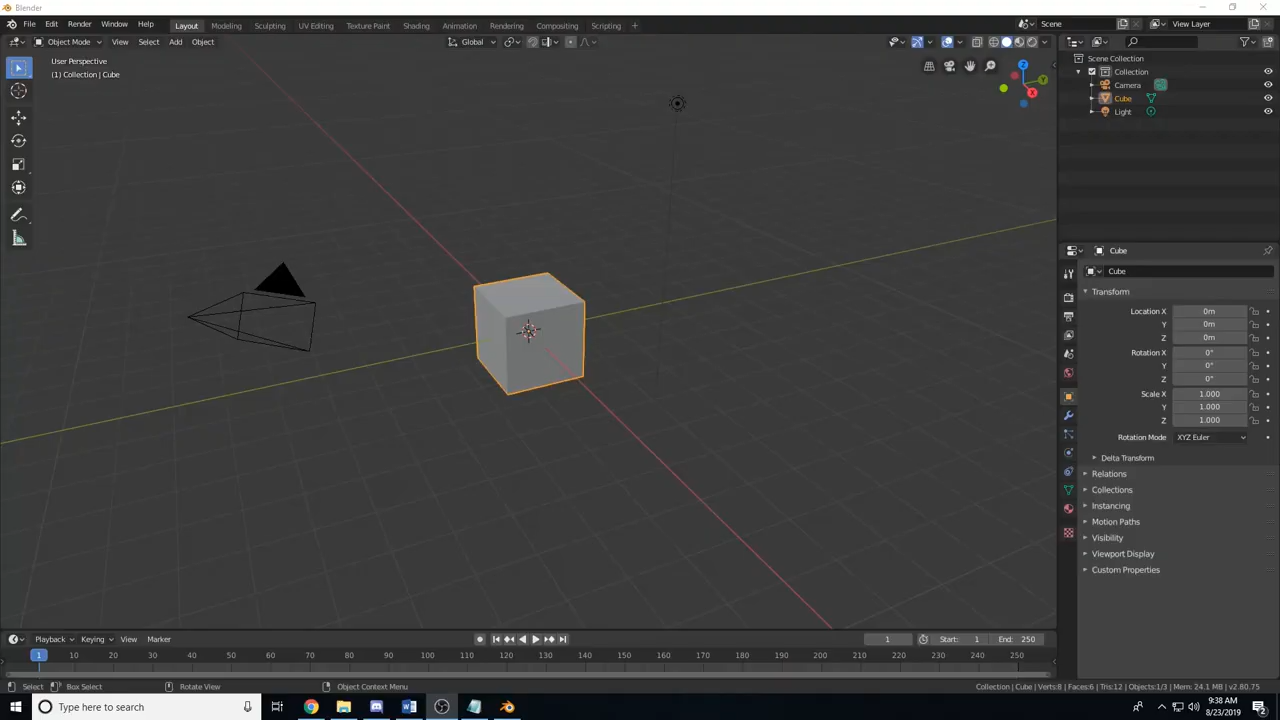 Blender
File Edit Render Window Help
Layout Modeling Sculpting UV Editing Texture Paint Shading Animation Rendering Compositing Scripting +
Scene
View Layer
Object Mode View Select Add Object
Global
User Perspective
(1) Collection | Cube
Z
Y
X
Scene Collection
Collection
Camera
Cube
Light
Cube
Cube
Transform
Location X 0m
Y 0m
Z 0m
Rotation X 0°
Y 0°
Z 0°
Scale X 1.000
Y 1.000
Z 1.000
Rotation Mode XYZ Euler
Delta Transform
Relations
Collections
Instancing
Motion Paths
Visibility
Viewport Display
Custom Properties
Playback Keying View Marker
1
Start: 1 End: 250
1 10 20 30 40 50 60 70 80 90 100 110 120 130 140 150 160 170 180 190 200 210 220 230 240 250
Select Box Select Rotate View Object Context Menu
Collection | Cube | Verts:8 | Faces:6 | Tris:12 | Objects:1/3 | Mem: 24.1 MB | v2.80.75
Type here to search
9:38 AM
8/23/2019
2